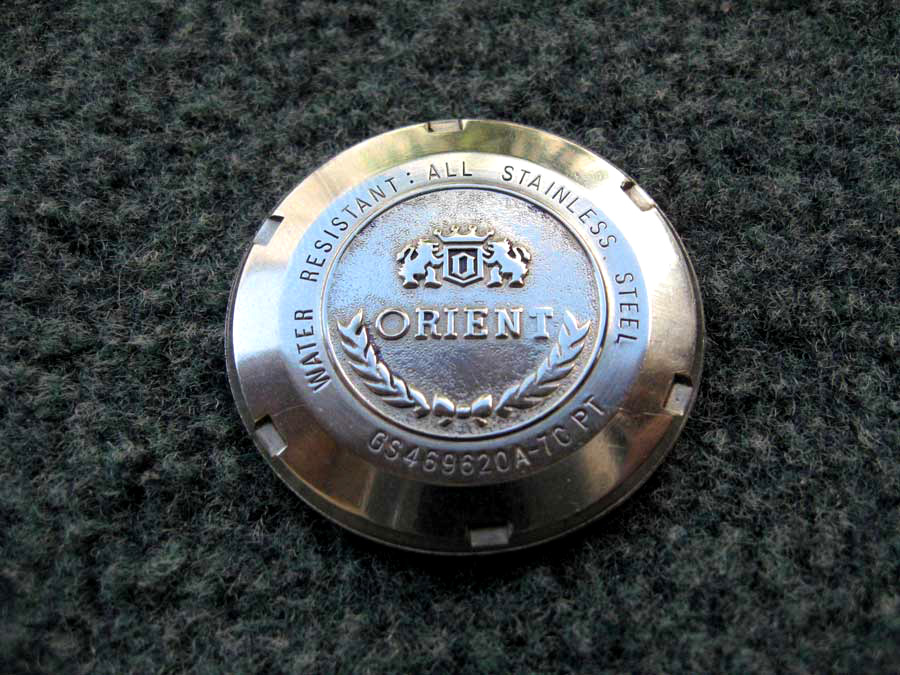 WATER RESISTANT: ALL STAINLESS. STEEL
ORIENT
GS469620A-7C PT